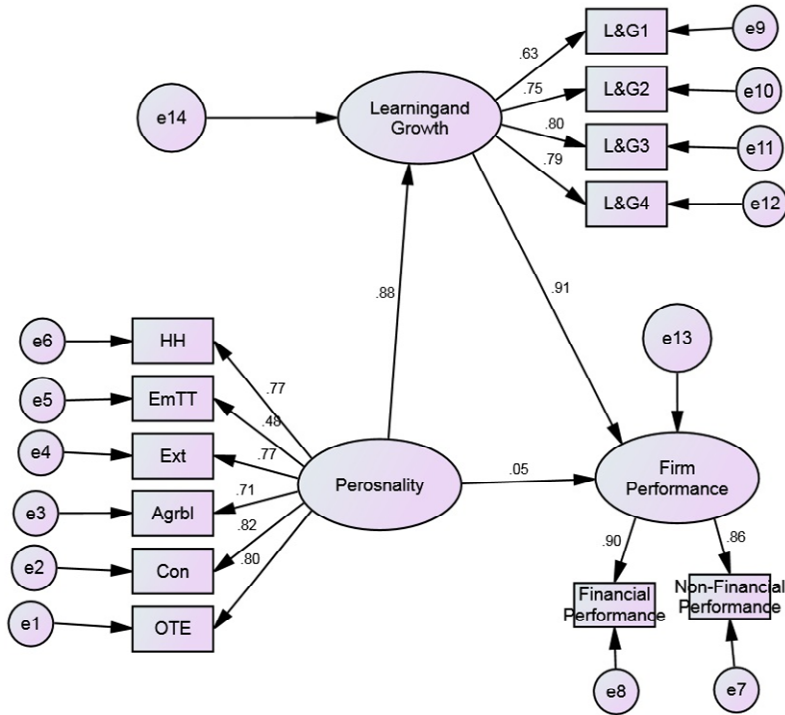 L&G1
e9
.63
L&G2
e10
.75
e14
Learningand
Growth
.80
L&G3
e11
.79
L&G4
e12
.88
.91
e6
HH
e13
.77
e5
EmTT
.48
e4
Ext
.77
Perosnality
.05
Firm
Performance
e3
Agrbl
.71
e2
Con
.82
.80
.90
.86
e1
OTE
Financial
Performance
Non-Financial
Performance
e8
e7